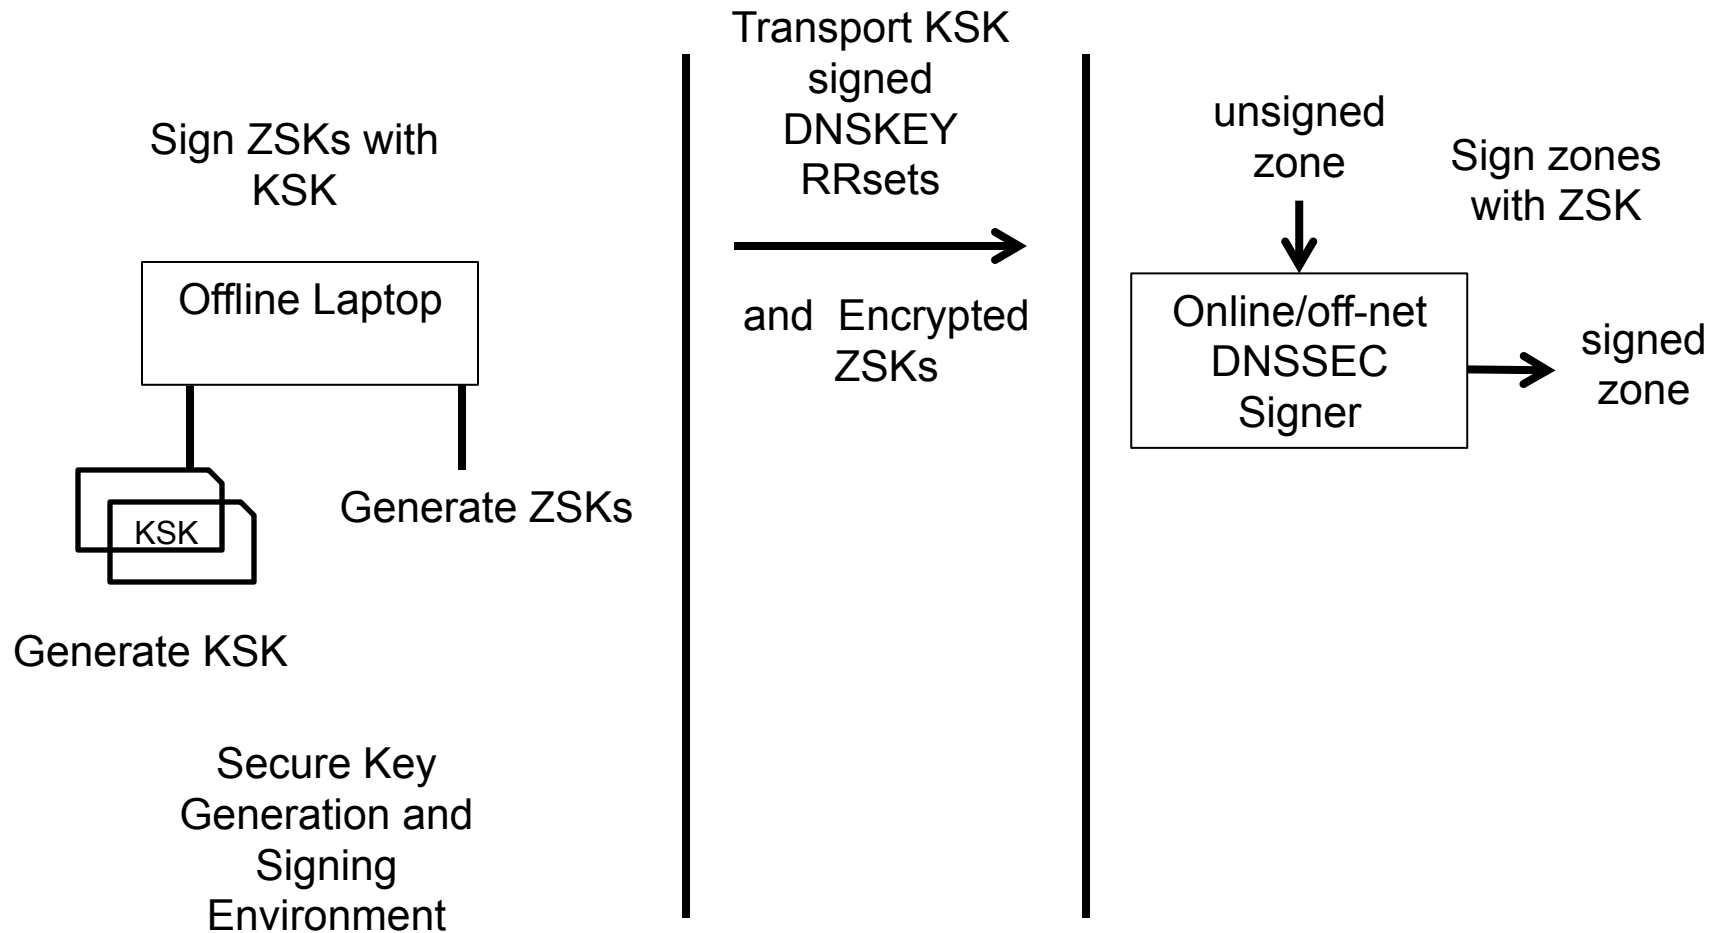 Sign ZSKs with
KSK
Offline Laptop
KSK
Generate ZSKs
Generate KSK
Secure Key
Generation and
Signing
Environment
Transport KSK
signed
DNSKEY
RRsets
and Encrypted
ZSKs
unsigned
zone
Sign zones
with ZSK
Online/off-net
DNSSEC
Signer
signed
zone